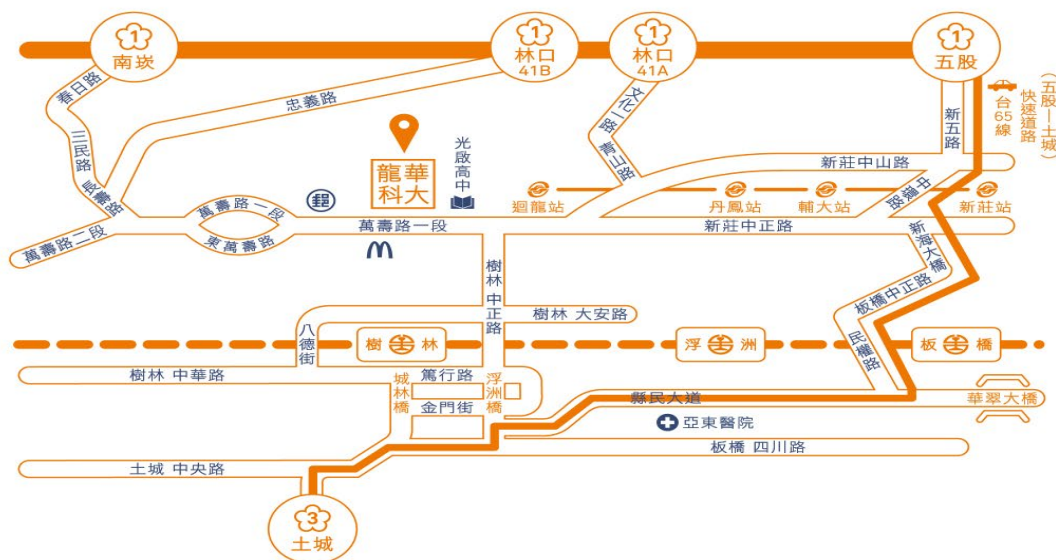 1
南崁
1
林口
41B
1
林口
41A
1
五股
台65線
快速道路
（五股－土城）
春日路
三民路
長壽路
忠義路
文化一路
青山路
新五路
新莊中山路
中環路
龍華
科大
光啟高中
郵
迴龍站
丹鳳站
輔大站
新莊站
萬壽路二段
萬壽路一段
東萬壽路
萬壽路一段
新莊中正路
新海大橋
板橋中正路
民權路
樹林 中正路
樹林 大安路
八德街
樹 林
浮 洲
板 橋
樹林 中華路
篤行路
城林橋
浮洲橋
金門街
縣民大道
華翠大橋
亞東醫院
板橋 四川路
土城 中央路
3
土城